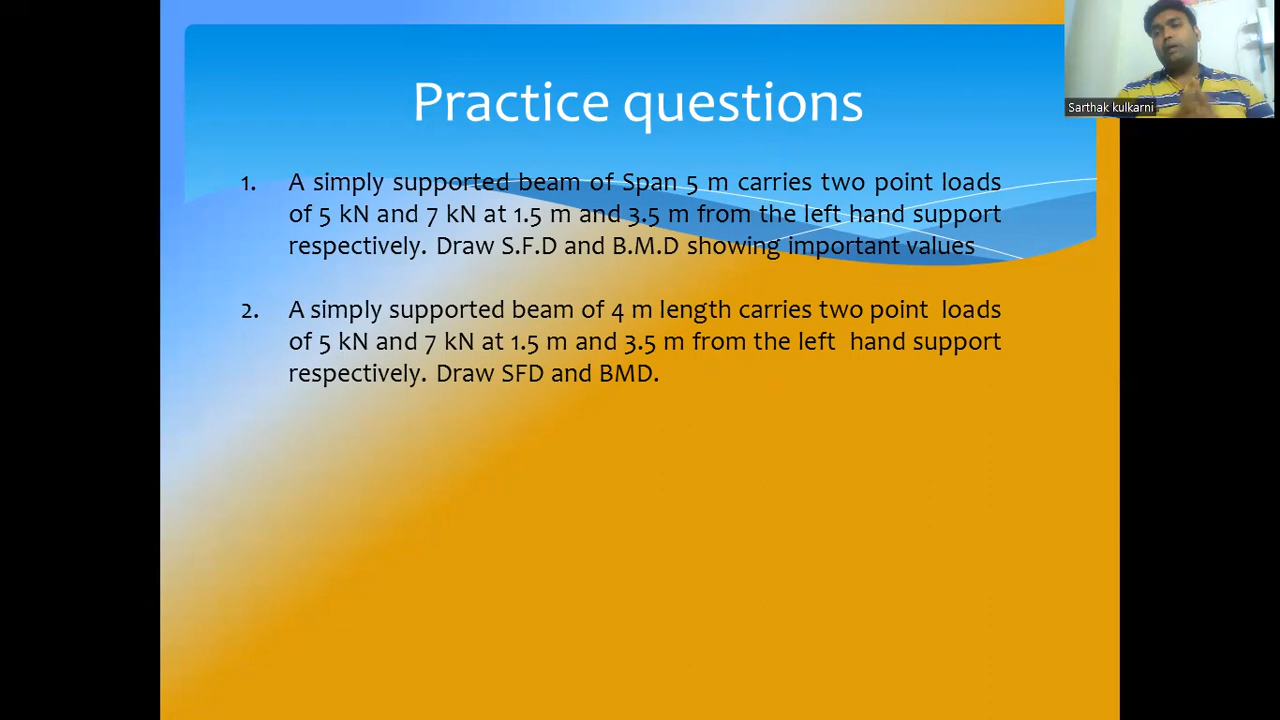 Practice questions
Sarthak kulkarni
1. A simply supported beam of Span 5 m carries two point loads
of 5 kN and 7 kN at 1.5 m and 3.5 m from the left hand support
respectively. Draw S.F.D and B.M.D showing important values
2. A simply supported beam of 4 m length carries two point loads
of 5 kN and 7 kN at 1.5 m and 3.5 m from the left hand support
respectively. Draw SFD and BMD.